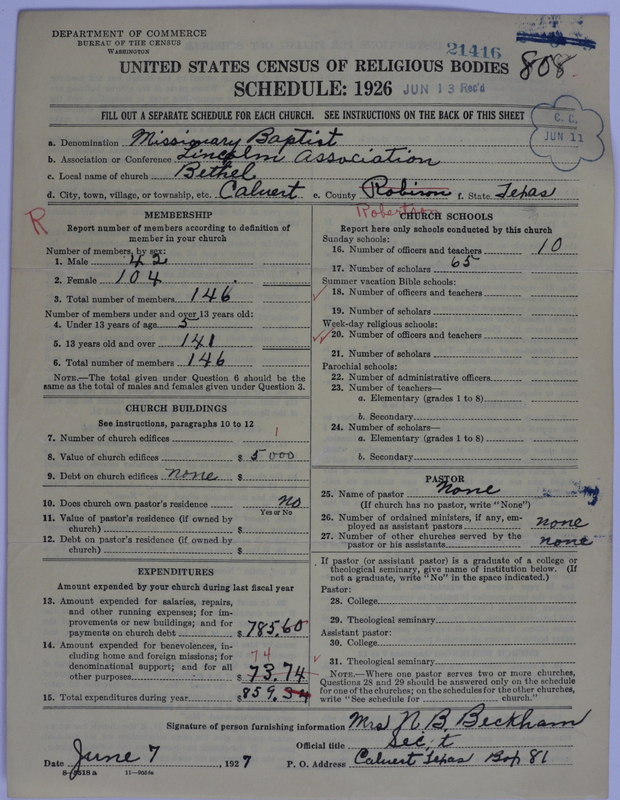 DEPARTMENT OF COMMERCE
BUREAU OF THE CENSUS
WASHINGTON
21416
808
UNITED STATES CENSUS OF RELIGIOUS BODIES
SCHEDULE: 1926 JUN 13 Rec'd
FILL OUT A SEPARATE SCHEDULE FOR EACH CHURCH. SEE INSTRUCTIONS ON THE BACK OF THIS SHEET
C. C.
JUN 11
a. Denomination Missionary Baptist
b. Association or Conference Lincoln Association
c. Local name of church Bethel
d. City, town, village, or township, etc. Calvert e. County Robison f. State Texas
R
Robertson
MEMBERSHIP
Report number of members according to definition of member in your church
Number of members by sex:
1. Male 42
2. Female 104
3. Total number of members 146
Number of members under and over 13 years old:
4. Under 13 years of age 5
5. 13 years old and over 141
6. Total number of members 146
NOTE.—The total given under Question 6 should be the same as the total of males and females given under Question 3.
CHURCH BUILDINGS
See instructions, paragraphs 10 to 12
7. Number of church edifices 1
8. Value of church edifices $ 5000
9. Debt on church edifices none $
10. Does church own pastor's residence no
Yes or No
11. Value of pastor's residence (if owned by church) $
12. Debt on pastor's residence (if owned by church) $
EXPENDITURES
Amount expended by your church during last fiscal year
13. Amount expended for salaries, repairs, and other running expenses; for improvements or new buildings; and for payments on church debt $ 785.60
14. Amount expended for benevolences, including home and foreign missions; for denominational support; and for all other purposes $ 73.74
74
15. Total expenditures during year $ 859.34
CHURCH SCHOOLS
Report here only schools conducted by this church
Sunday schools:
16. Number of officers and teachers 10
17. Number of scholars 65
Summer vacation Bible schools:
18. Number of officers and teachers
19. Number of scholars
Week-day religious schools:
20. Number of officers and teachers
21. Number of scholars
Parochial schools:
22. Number of administrative officers
23. Number of teachers—
a. Elementary (grades 1 to 8)
b. Secondary
24. Number of scholars—
a. Elementary (grades 1 to 8)
b. Secondary
PASTOR
25. Name of pastor none
(If church has no pastor, write "None")
26. Number of ordained ministers, if any, employed as assistant pastors none
27. Number of other churches served by the pastor or his assistants none
If pastor (or assistant pastor) is a graduate of a college or theological seminary, give name of institution below. (If not a graduate, write "No" in the space indicated.)
Pastor:
28. College
29. Theological seminary
Assistant pastor:
30. College
31. Theological seminary
NOTE.—Where one pastor serves two or more churches, Questions 28 and 29 should be answered only on the schedule for one of the churches; on the schedules for the other churches, write "See schedule for church."
Signature of person furnishing information Mrs N. B. Beckham
Official title Sec.t
Date June 7, 1927 P. O. Address Calvert Texas Box 81
8-5618a 11-9054a